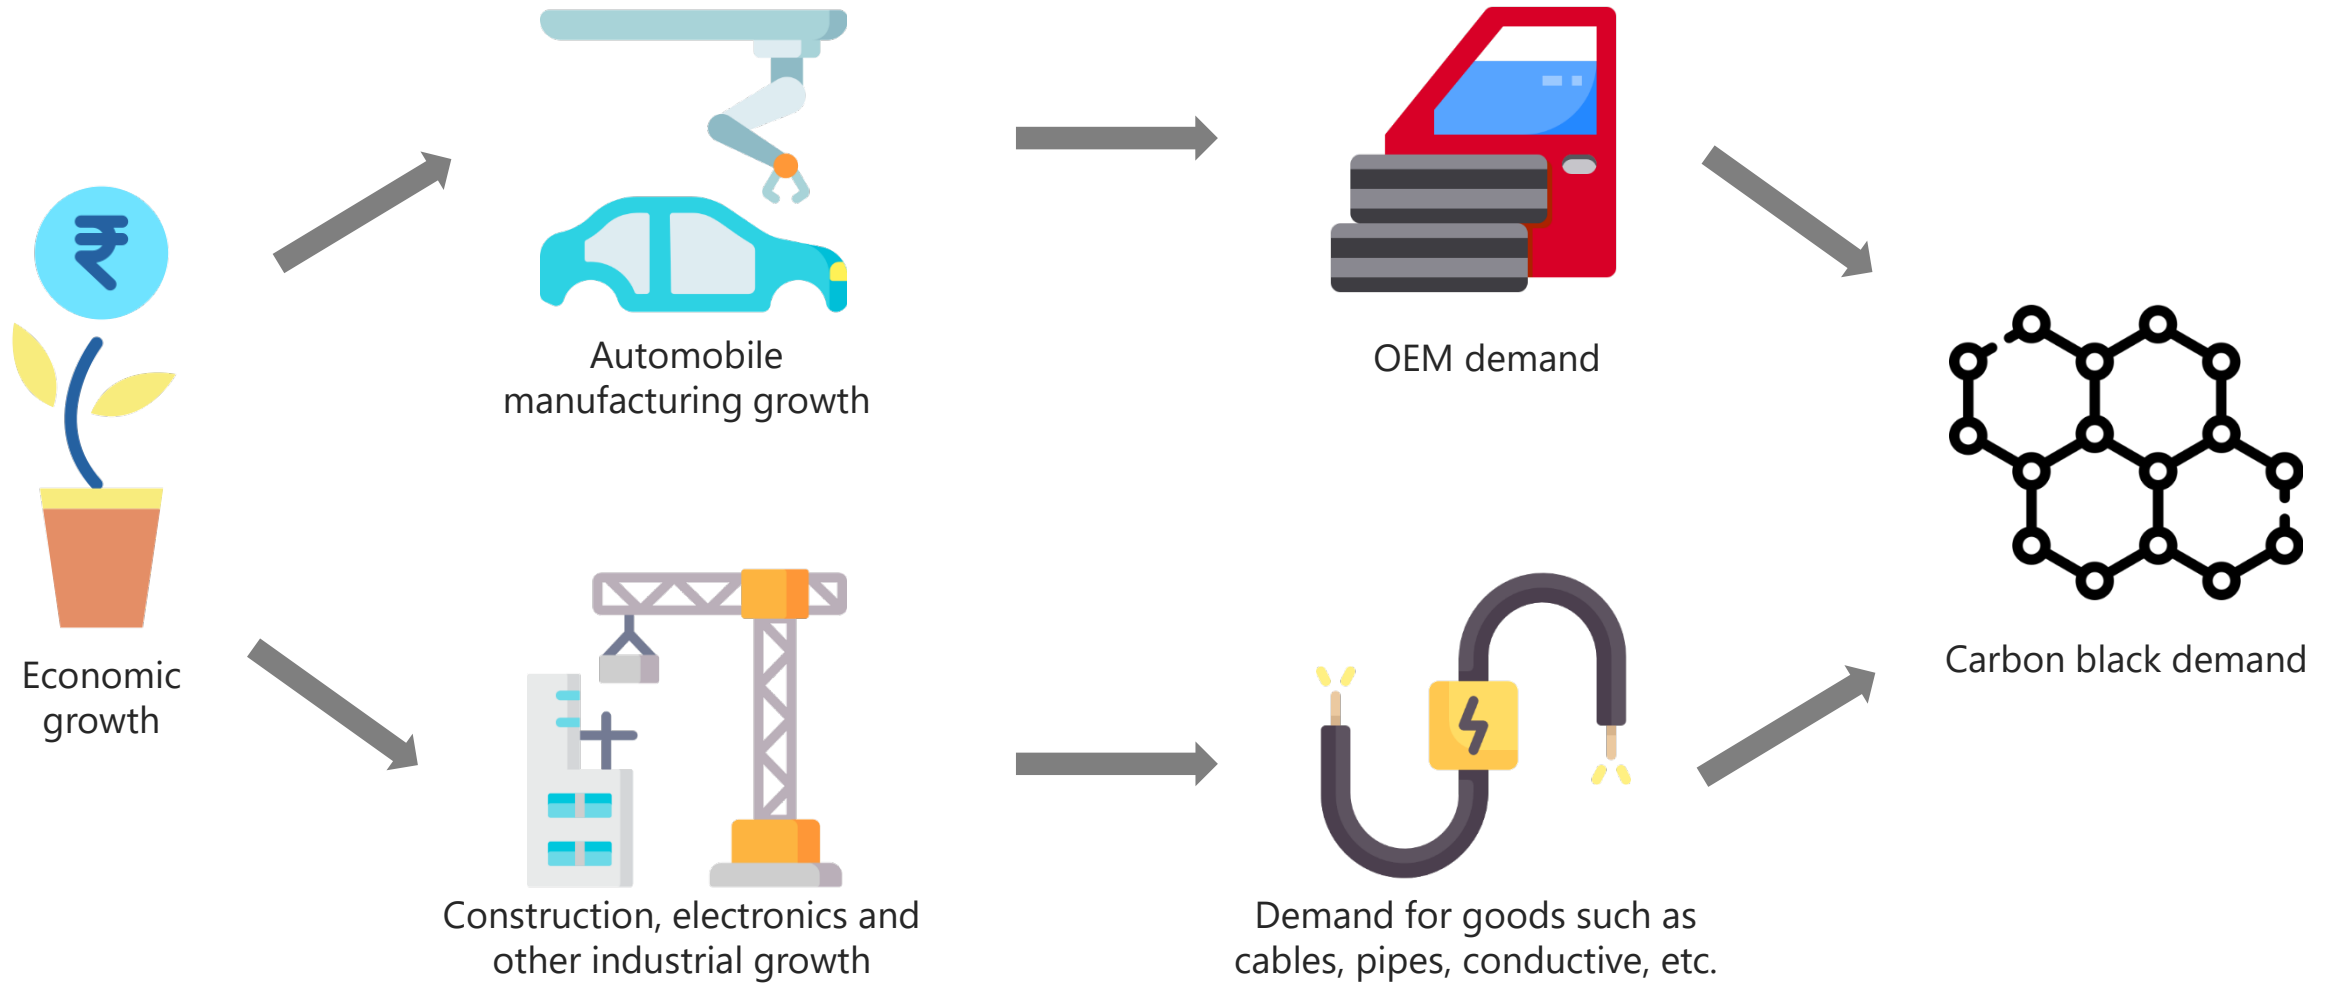 ₹
Economic
growth
Automobile
manufacturing growth
OEM demand
Construction, electronics and
other industrial growth
Demand for goods such as
cables, pipes, conductive, etc.
Carbon black demand